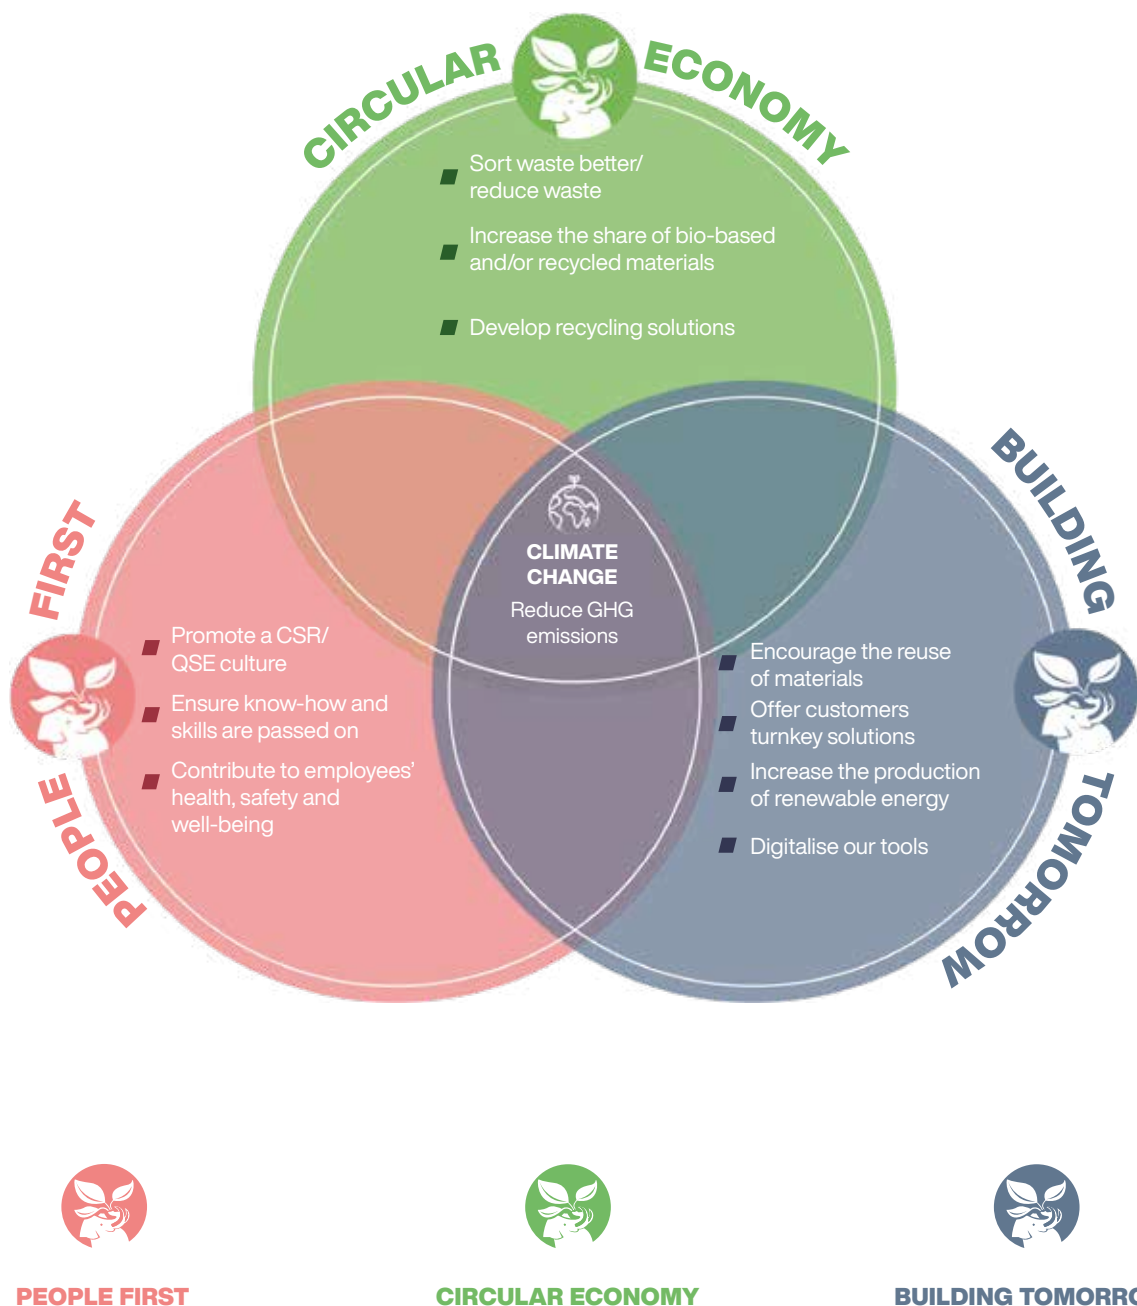 CIRCULAR ECONOMY
Sort waste better/
reduce waste
Increase the share of bio-based
and/or recycled materials
Develop recycling solutions
PEOPLE FIRST
Promote a CSR/
QSE culture
Ensure know-how and
skills are passed on
Contribute to employees’
health, safety and
well-being
CLIMATE
CHANGE
Reduce GHG
emissions
BUILDING TOMORROW
Encourage the reuse
of materials
Offer customers
turnkey solutions
Increase the production
of renewable energy
Digitalise our tools
PEOPLE FIRST
CIRCULAR ECONOMY
BUILDING TOMORRO